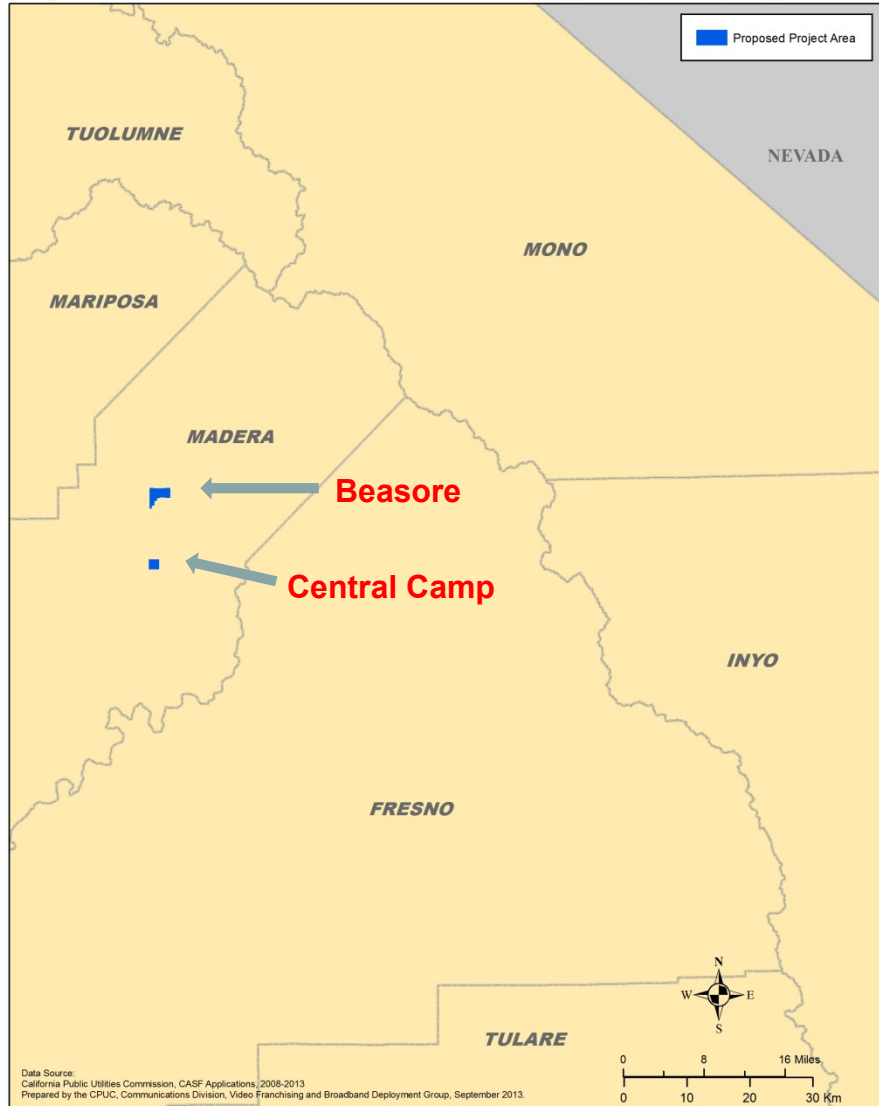 Proposed Project Area
TUOLUMNE
NEVADA
MONO
MARIPOSA
MADERA
Beasore
Central Camp
INYO
FRESNO
N
W E
S
TULARE
0 8 16 Miles
0 10 20 30 Km
Data Source:
California Public Utilities Commission, CASF Applications, 2008-2013
Prepared by the CPUC, Communications Division, Video Franchising and Broadband Deployment Group, September 2013.